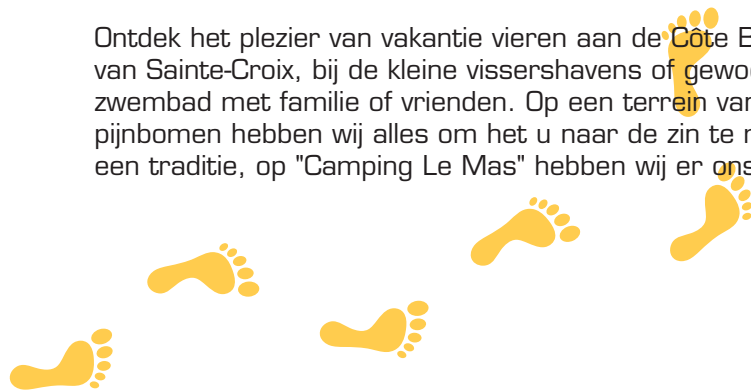 Ontdek het plezier van vakantie vieren aan de Côte
van Sainte-Croix, bij de kleine vissershavens of
zwembad met familie of vrienden. Op een terrein
pijnbomen hebben wij alles om het u naar de zin te
een traditie, op "Camping Le Mas" hebben wij er ons